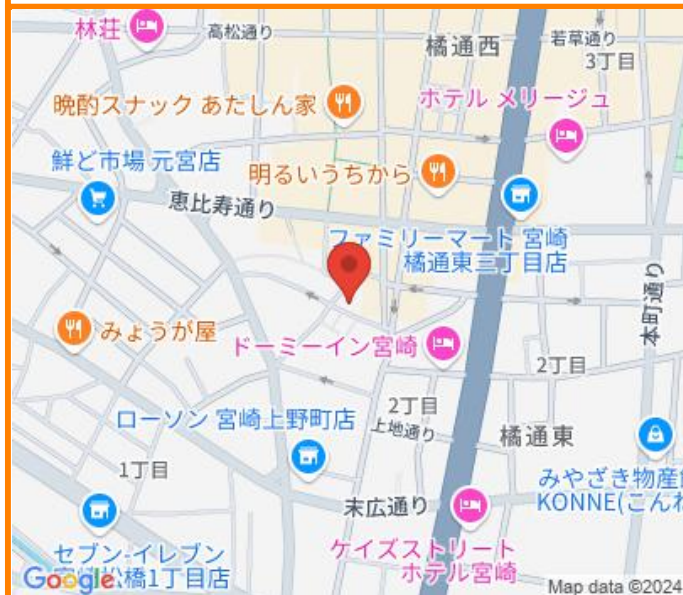 林荘
高松通り
橘通西
若草通り
3丁目
晩酌スナック あたしん家
ホテル メリージュ
鮮ど市場 元宮店
明るいうちから
恵比寿通り
ファミリーマート 宮崎
橘通東三丁目店
本町通り
みょうが屋
ドーミーイン宮崎
2丁目
2丁目
上地通り
橘通東
ローソン 宮崎上野町店
1丁目
みやざき物産
KONNE(こんね
末広通り
セブン-イレブン
松橋1丁目店
ケイズストリート
ホテル宮崎
Google
Map data ©2024